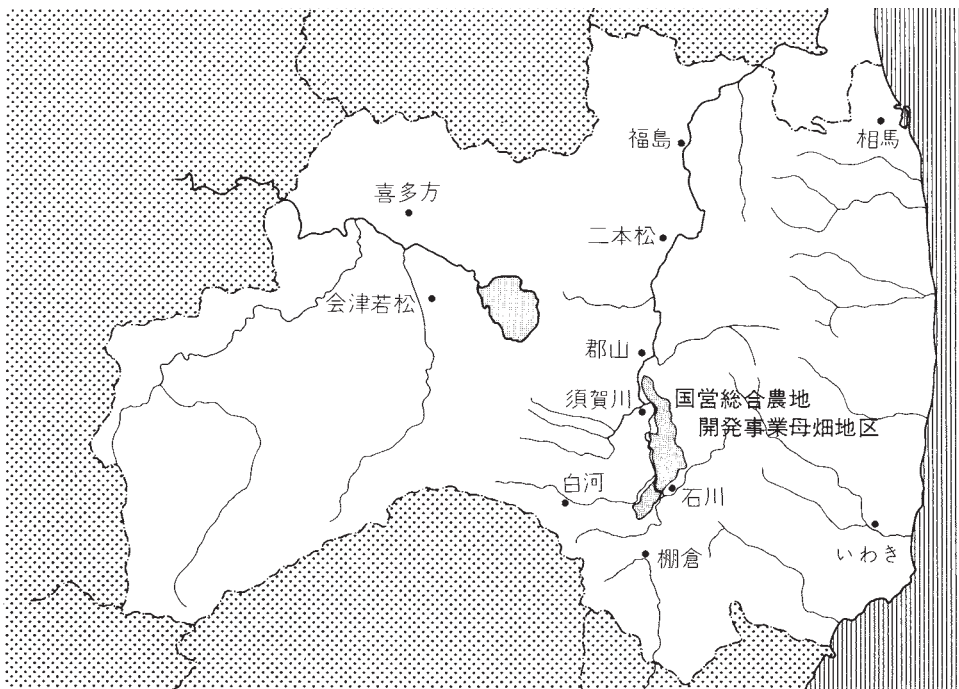 福島
相馬
喜多方
二本松
会津若松
郡山
須賀川
国営総合農地
開発事業母畑地区
白河
石川
いわき
棚倉